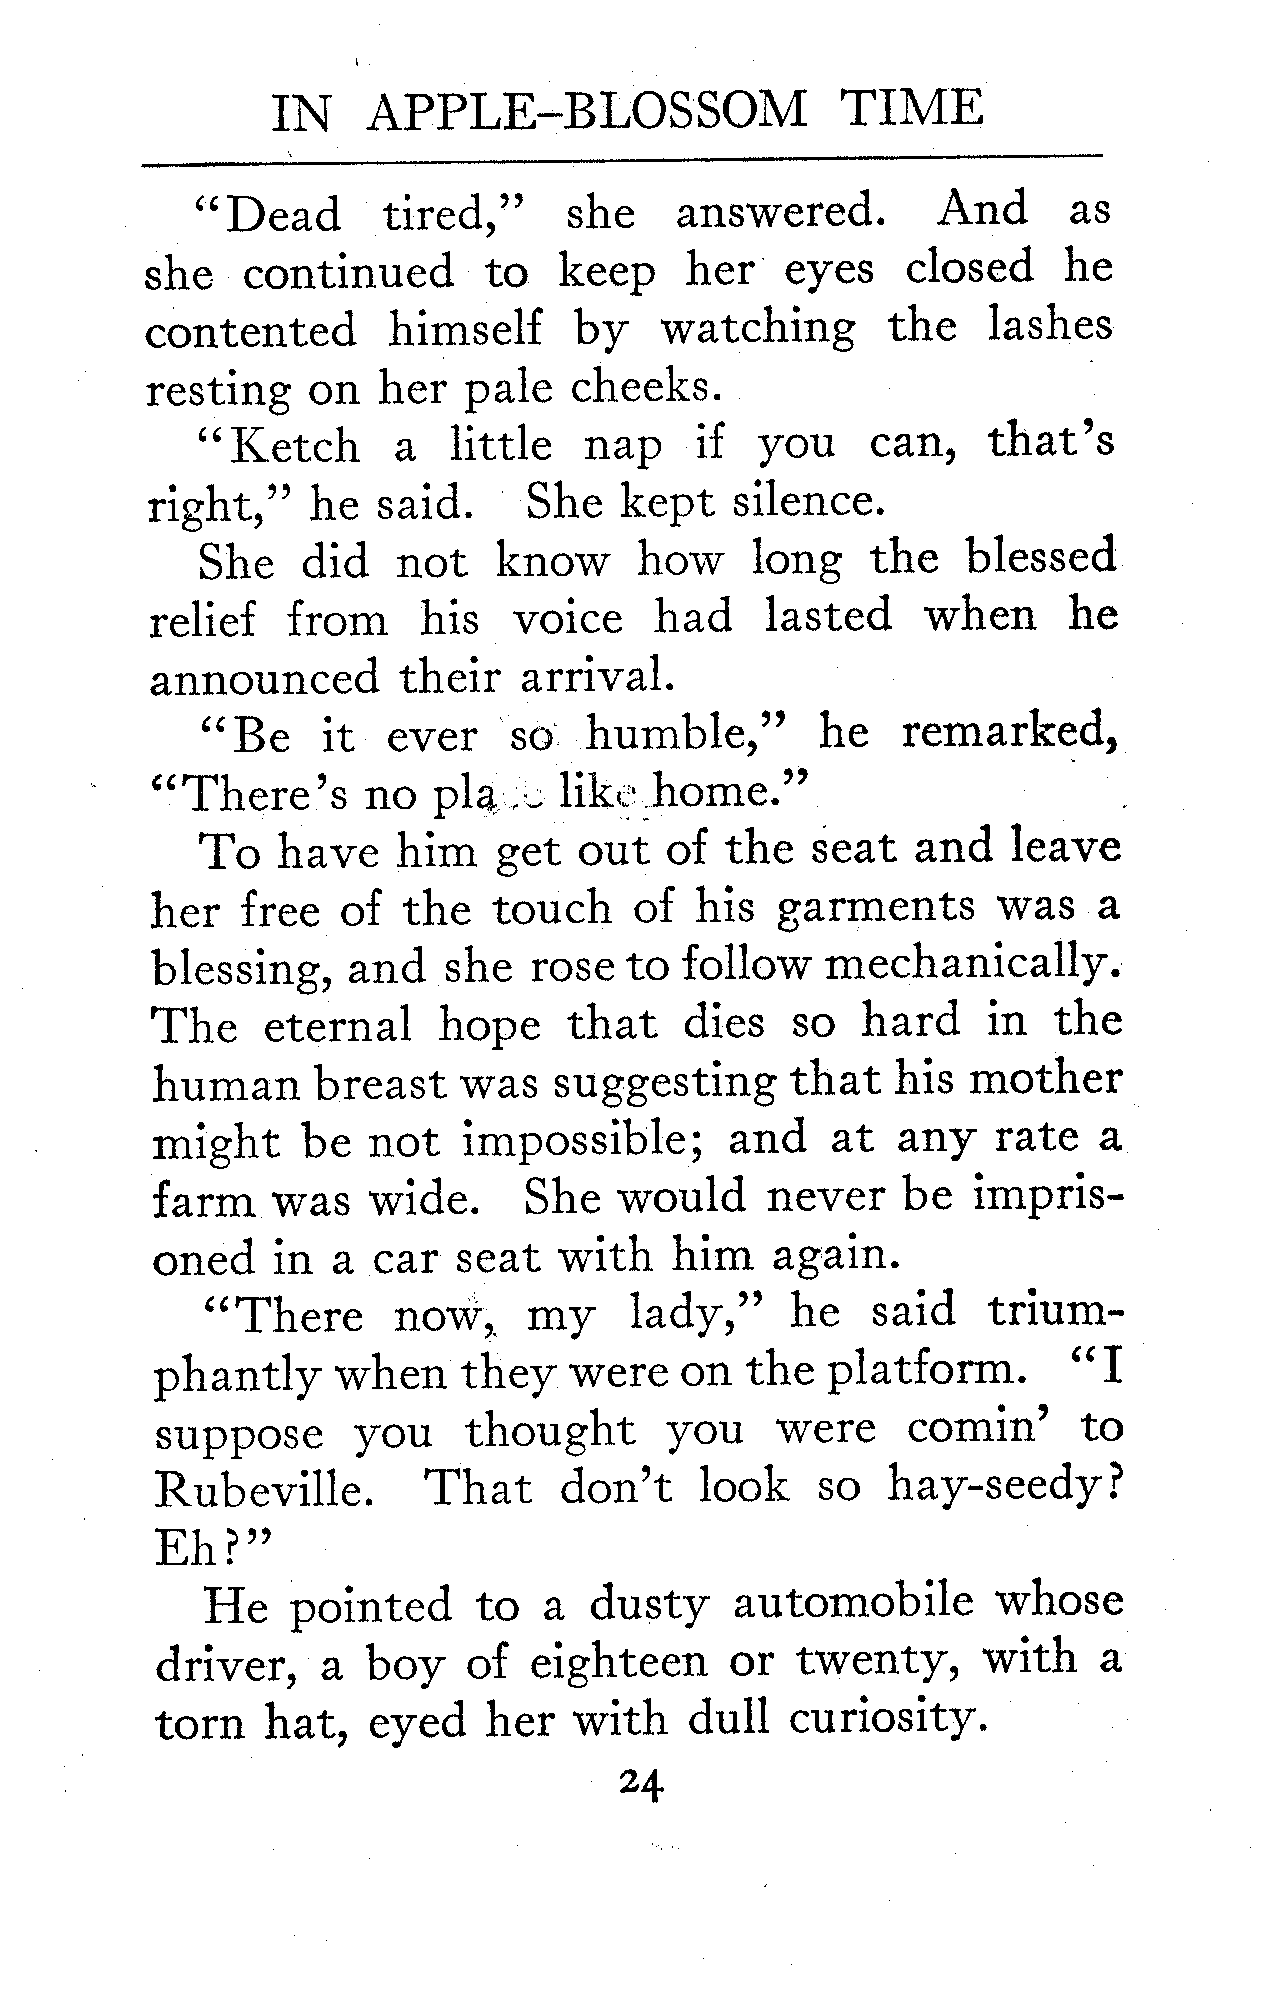 IN APPLE-BLOSSOM TIME
“Dead tired,” she answered. And as
she continued to keep her eyes closed he
contented himself by watching the lashes
resting on her pale cheeks.
“Ketch a little nap if you can, that’s
right,” he said. She kept silence.
She did not know how long the blessed
relief from his voice had lasted when he
announced their arrival.
“Be it ever so humble,” he remarked,
“There’s no place like home.”
To have him get out of the seat and leave
her free of the touch of his garments was a
blessing, and she rose to follow mechanically.
The eternal hope that dies so hard in the
human breast was suggesting that his mother
might be not impossible; and at any rate a
farm was wide. She would never be impris-
oned in a car seat with him again.
“There now, my lady,” he said trium-
phantly when they were on the platform. “I
suppose you thought you were comin’ to
Rubeville. That don’t look so hay-seedy?
Eh?”
He pointed to a dusty automobile whose
driver, a boy of eighteen or twenty, with a
torn hat, eyed her with dull curiosity.
24